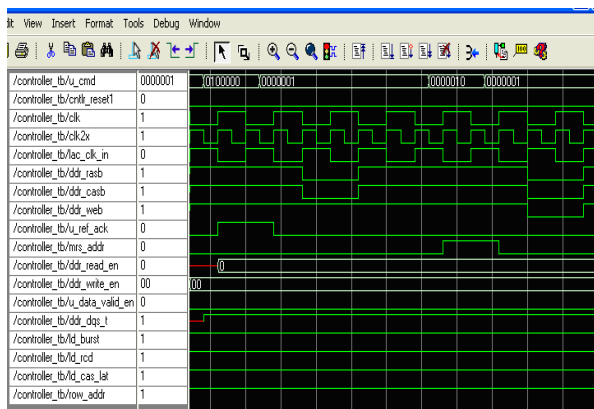 dit View Insert Format Tools Debug Window
/controller_tb/u_cmd 0000001 0100000 0000001 0000010 0000001
/controller_tb/cntlr_reset1 0
/controller_tb/clk 1
/controller_tb/clk2x 1
/controller_tb/lac_clk_in 0
/controller_tb/ddr_rasb 1
/controller_tb/ddr_casb 1
/controller_tb/ddr_web 1
/controller_tb/u_ref_ack 0
/controller_tb/mrs_addr 0
/controller_tb/ddr_read_en 0 0
/controller_tb/ddr_write_en 00 00
/controller_tb/u_data_valid_en 0
/controller_tb/ddr_dqs_t 1
/controller_tb/ld_burst 1
/controller_tb/ld_rcd 1
/controller_tb/ld_cas_lat 1
/controller_tb/row_addr 1